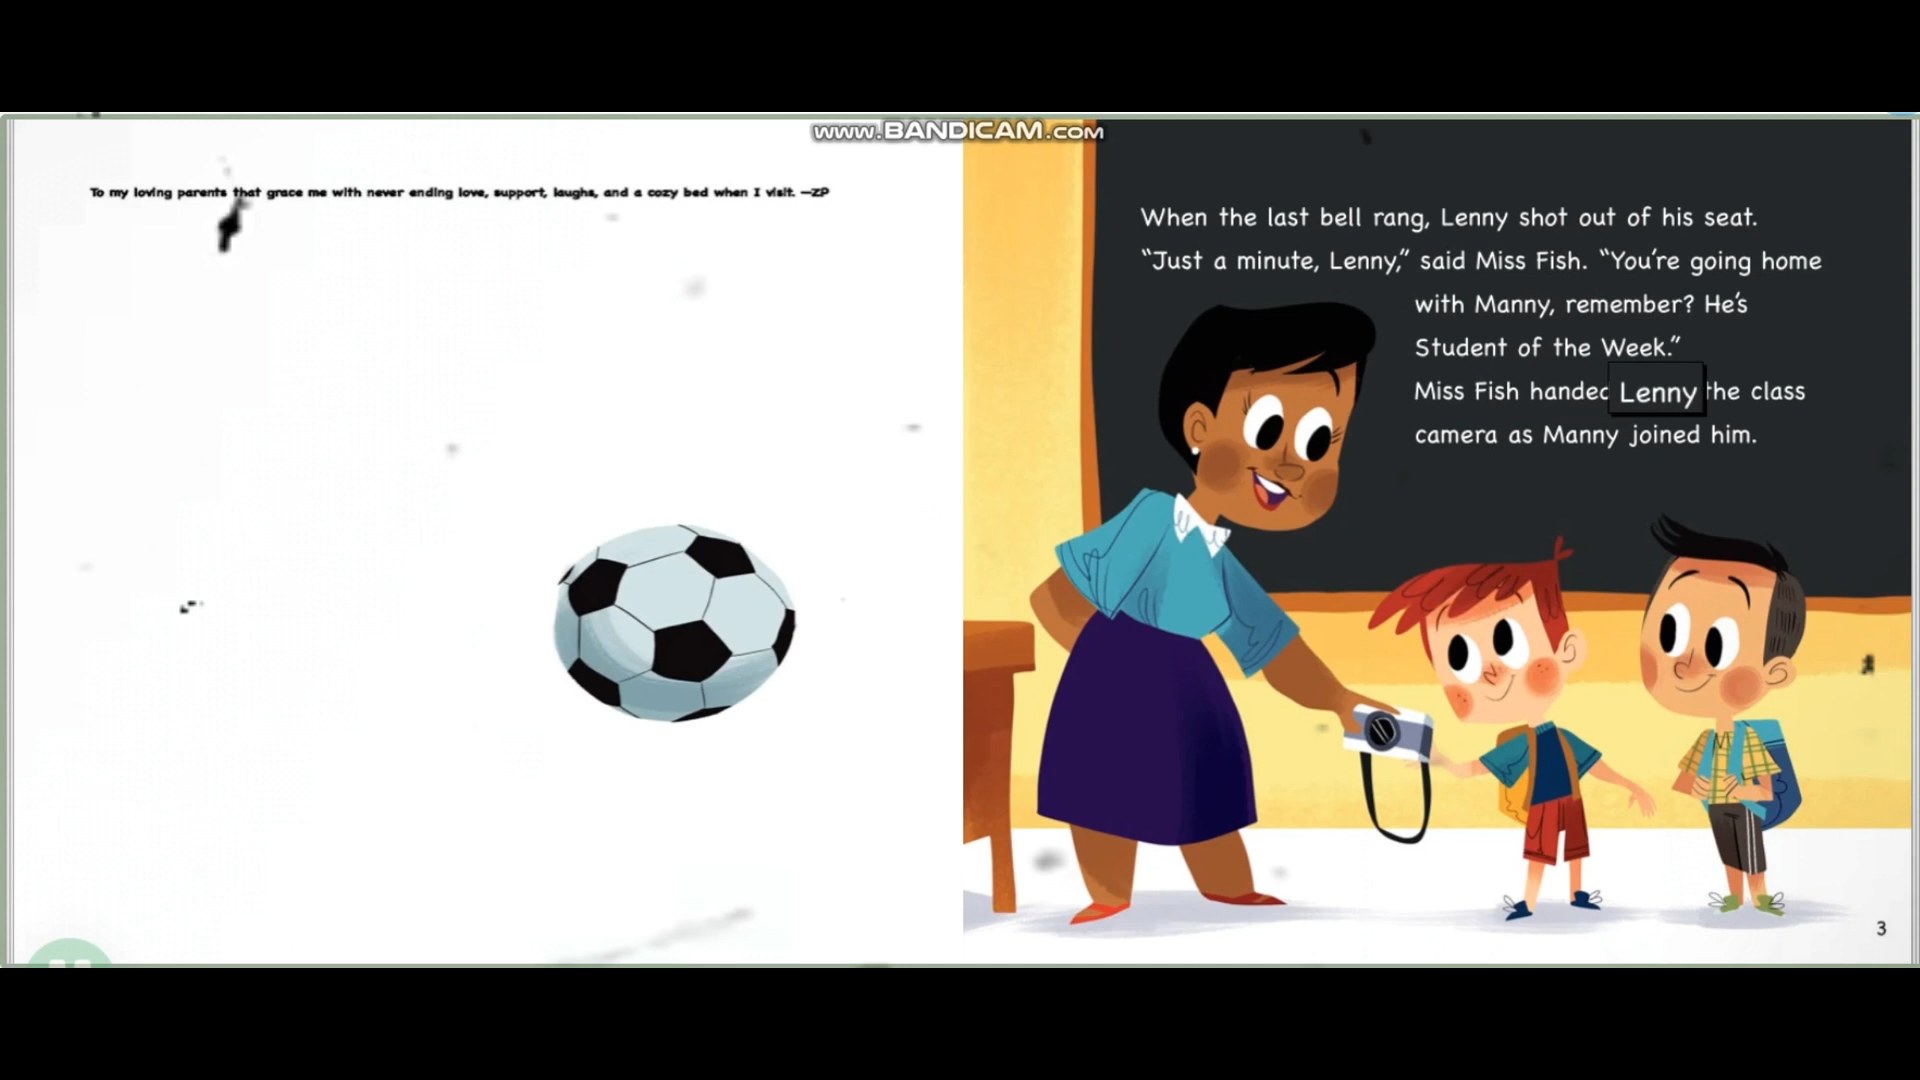 www.BANDICAM.com
To my loving parents that grace me with never ending love, support, laughs, and a cozy bed when I visit. —ZP
When the last bell rang, Lenny shot out of his seat.
“Just a minute, Lenny,” said Miss Fish. “You’re going home
with Manny, remember? He’s
Student of the Week.”
Miss Fish handed Lenny the class
camera as Manny joined him.
3